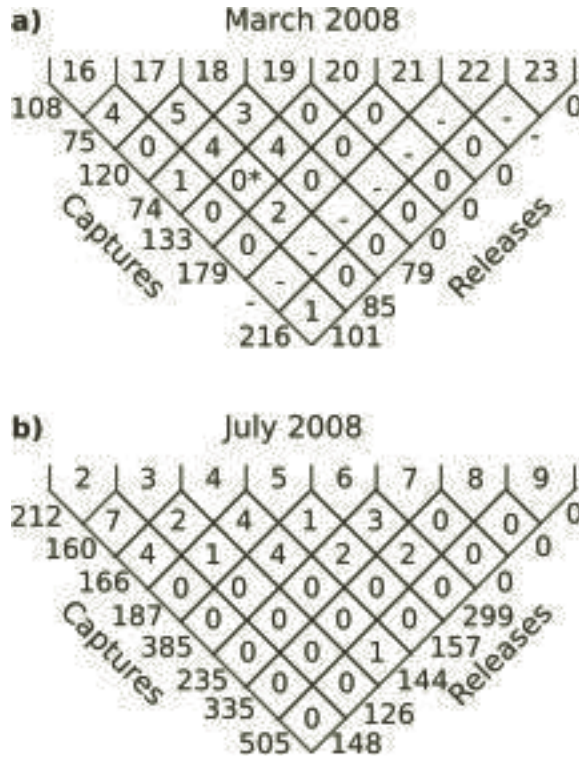 a) March 2008
16 17 18 19 20 21 22 23
108 4 5 3 0 0 - - 0
75 0 4 4 0 - 0 -
120 1 0* 0 - 0 0
74 0 2 - 0 0
133 0 - 0 0
179 - 0 79
- 1 85
216 101
Captures
Releases
b) July 2008
2 3 4 5 6 7 8 9
212 7 2 4 1 3 0 0 0
160 4 1 4 2 2 0 0
166 0 0 0 0 0 0
187 0 0 0 0 299
385 0 0 1 157
235 0 0 144
335 0 126
505 148
Captures
Releases